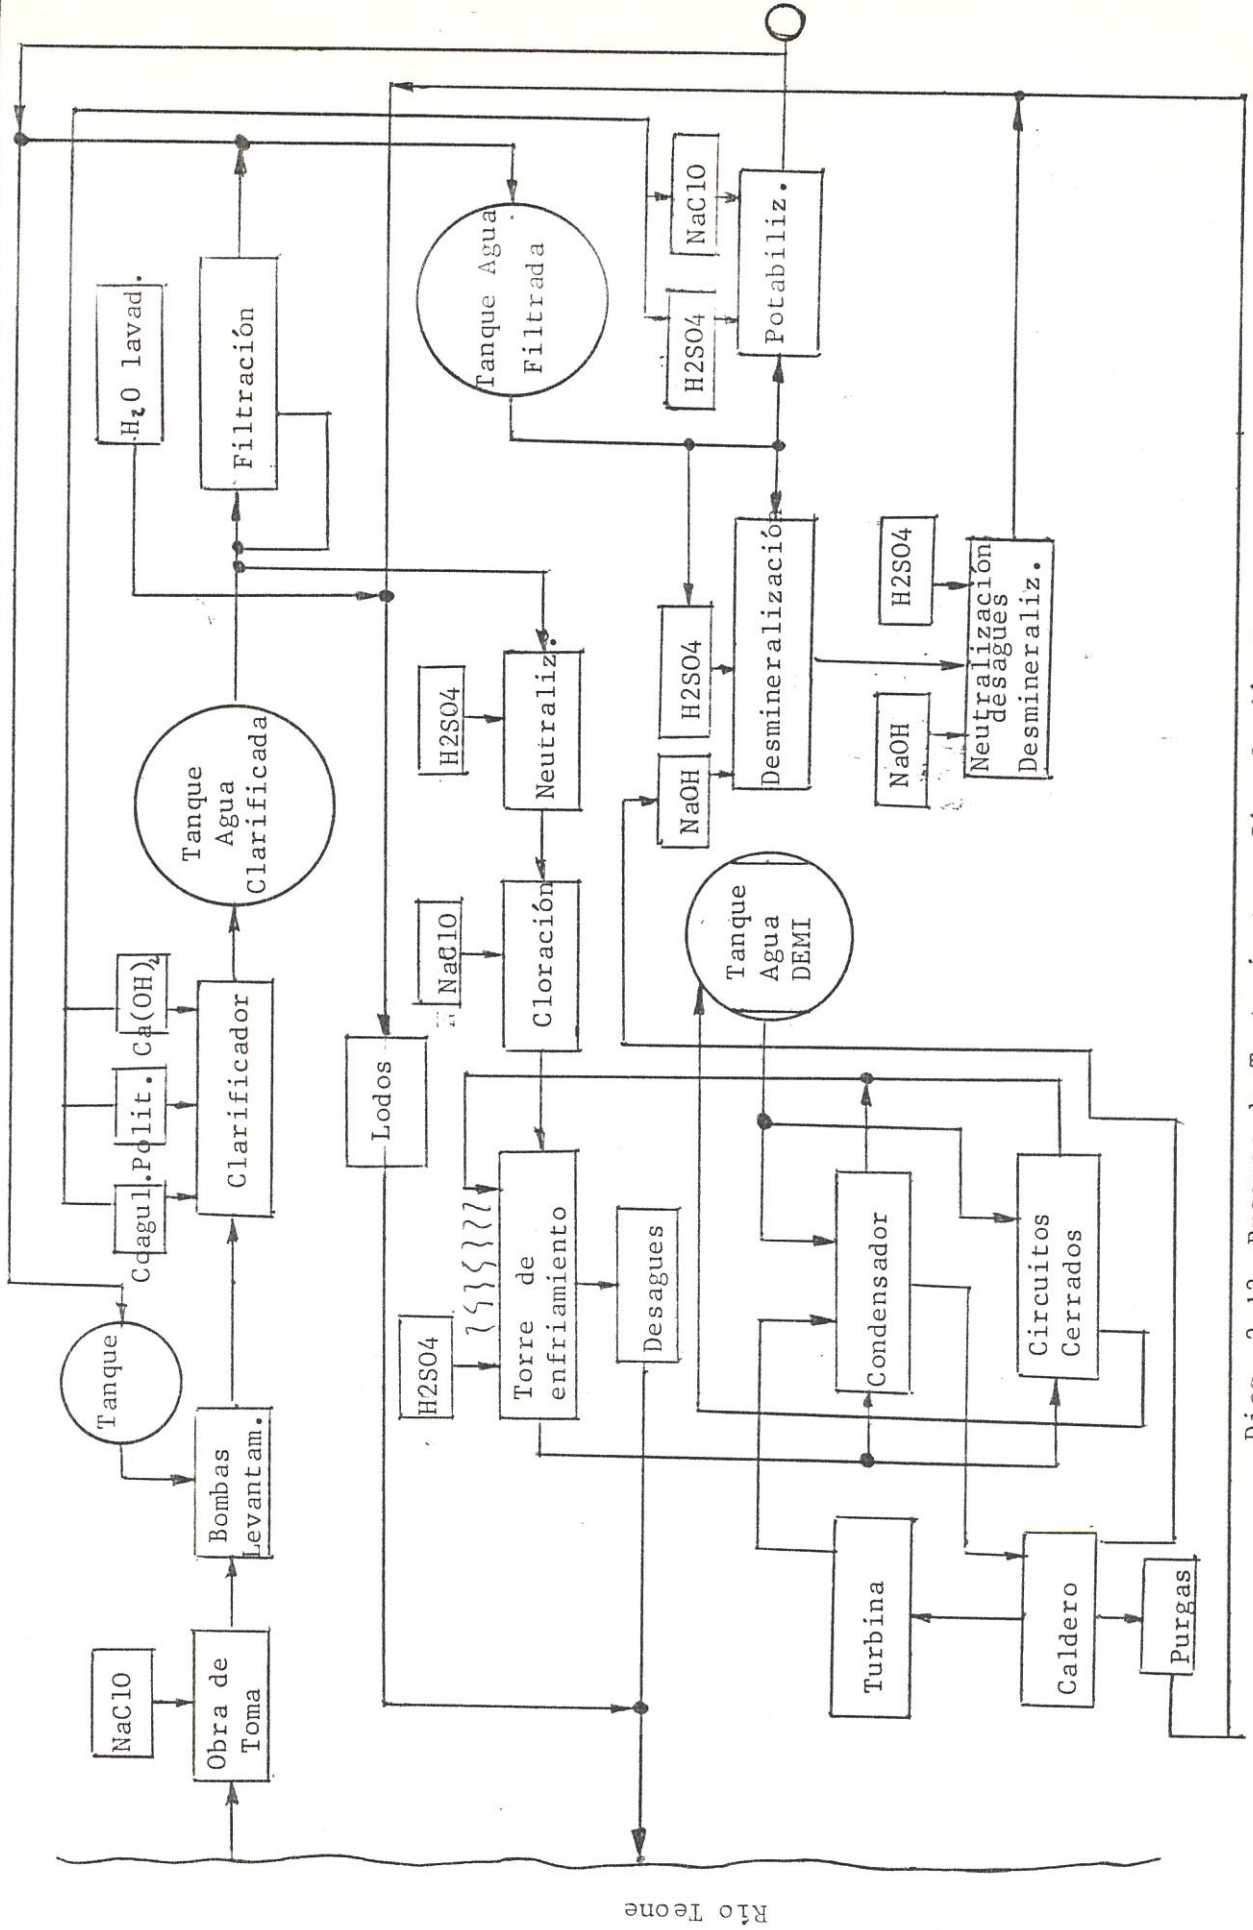 Río Teone
NaClO
Obra de
Toma
Bombas
Levantam.
Tanque
Coagul.
Polit.
Ca(OH)2
Clarificador
Tanque
Agua
Clarificada
H2O lavad.
Filtración
Tanque Agua
Filtrada
Lodos
H2SO4
Neutraliz.
NaClO
Cloración
H2SO4
Torre de
enfriamiento
Desagues
H2SO4
NaClO
Potabiliz.
NaOH
H2SO4
Desmineralización
NaOH
H2SO4
Neutralización
desagues
Desmineraliz.
Tanque
Agua
DEMI
Condensador
Circuitos
Cerrados
Turbina
Caldero
Purgas